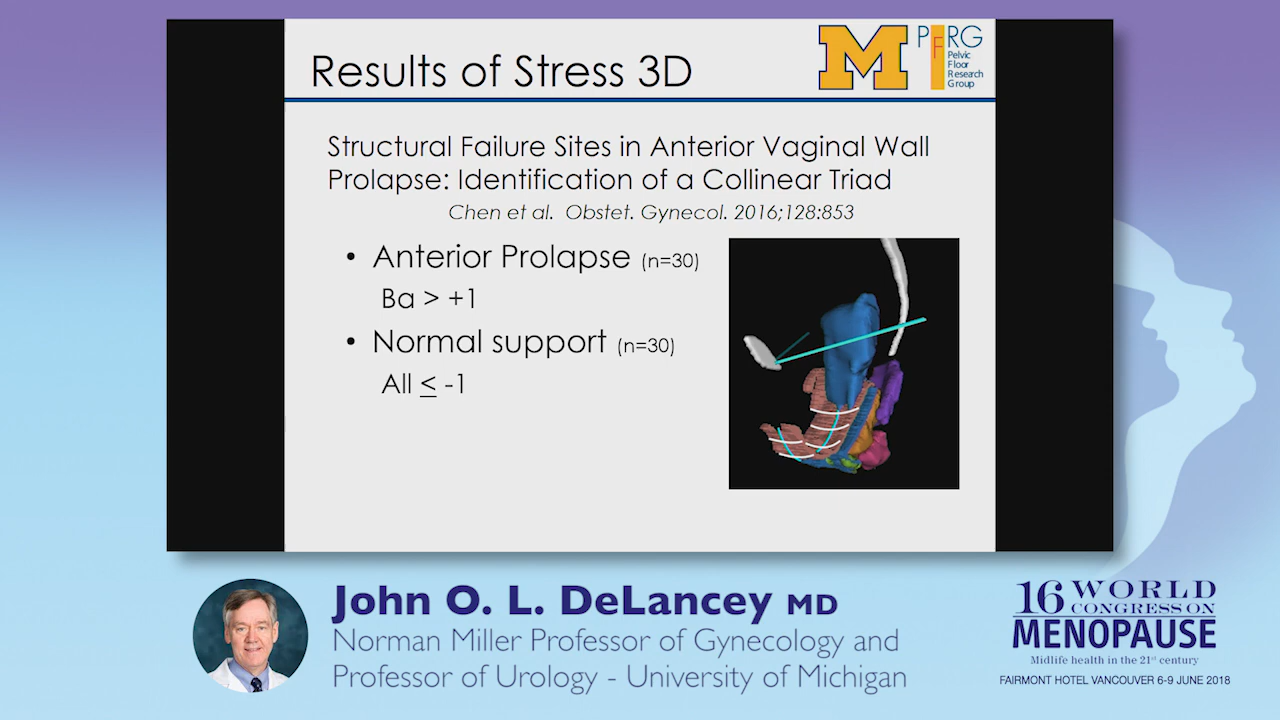 Results of Stress 3D
M
PFRG
Pelvic
Floor
Research
Group
Structural Failure Sites in Anterior Vaginal Wall
Prolapse: Identification of a Collinear Triad
Chen et al. Obstet. Gynecol. 2016;128:853
• Anterior Prolapse (n=30)
Ba > +1
• Normal support (n=30)
All ≤ -1
John O. L. DeLancey MD
Norman Miller Professor of Gynecology and
Professor of Urology - University of Michigan
16 WORLD
CONGRESS ON
MENOPAUSE
Midlife health in the 21st century
FAIRMONT HOTEL VANCOUVER 6-9 JUNE 2018